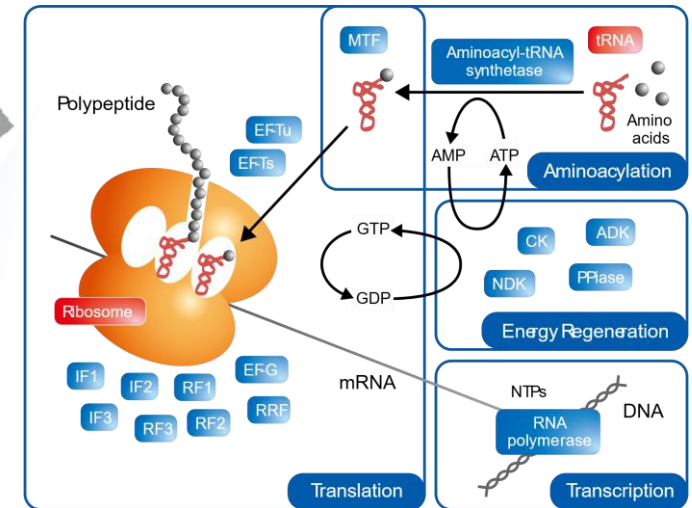 MTF
Aminoacyl-tRNA
synthetase
tRNA
Amino
acids
Polypeptide
EF-Tu
EF-Ts
AMP
ATP
Aminoacylation
GTP
GDP
CK
ADK
NDK
PPiase
Energy Regeneration
Ribosome
IF1
IF2
RF1
EF-G
IF3
RF3
RF2
RRF
mRNA
NTPs
DNA
RNA
polymerase
Translation
Transcription